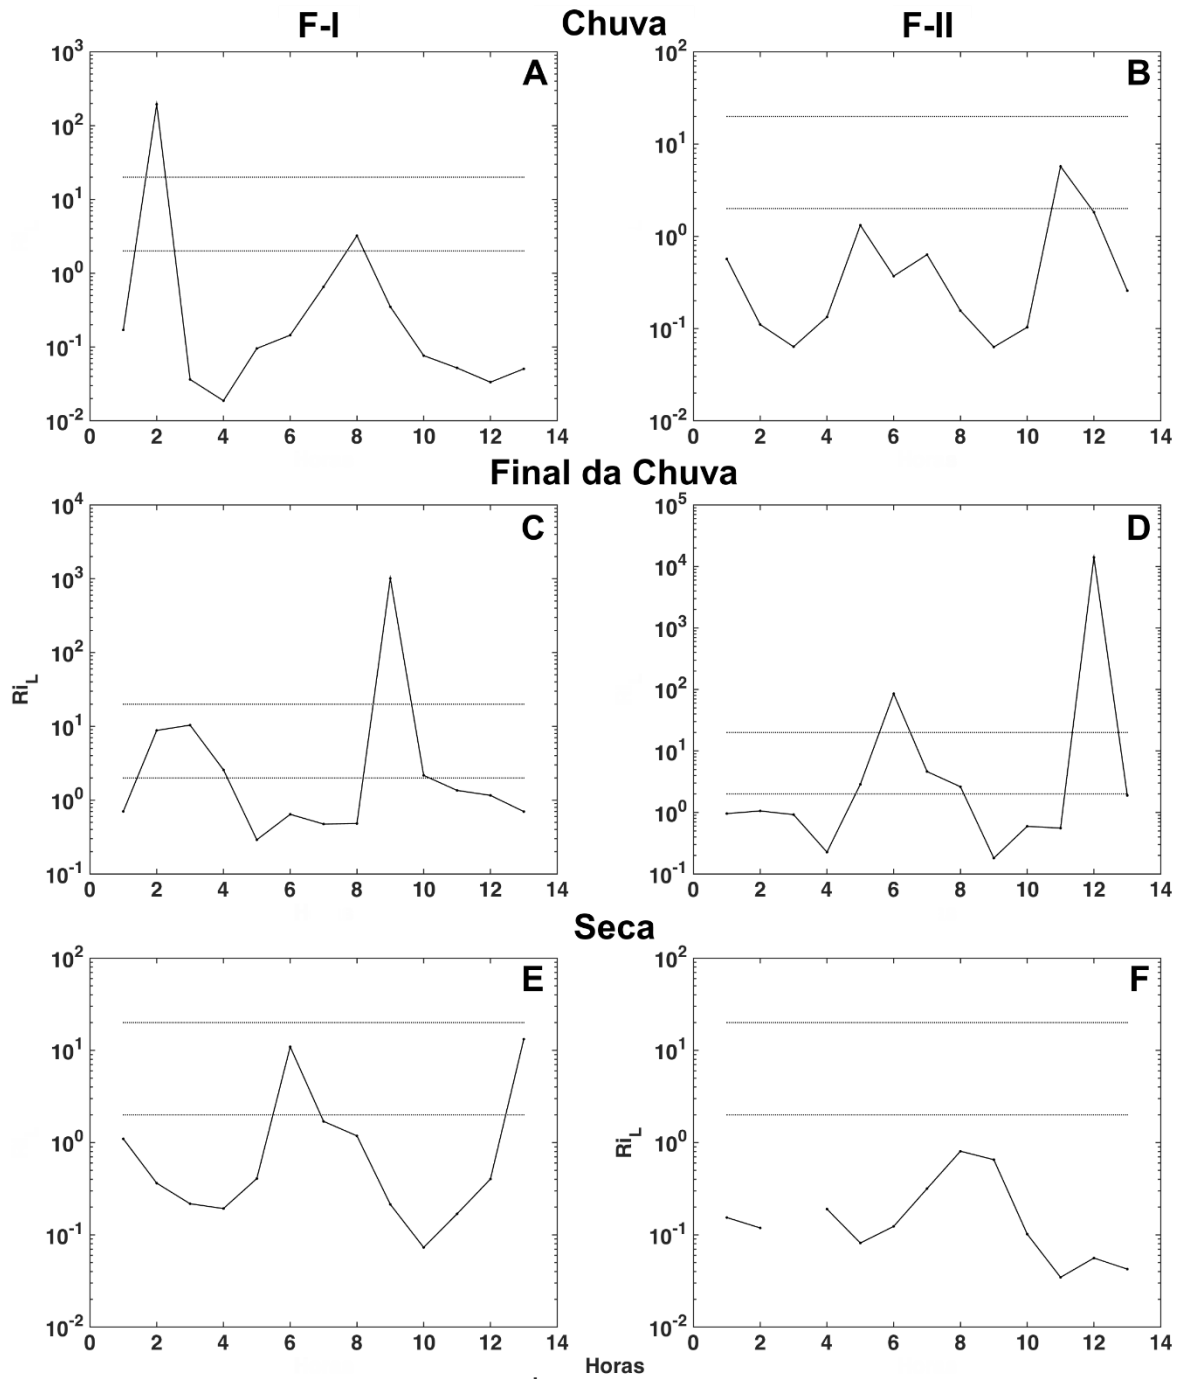 F-I Chuva F-II
A B
10³ 10²
10² 10¹
10¹ 10⁰
10⁰ 10⁻¹
10⁻¹ 10⁻²
10⁻²
0 2 4 6 8 10 12 14 0 2 4 6 8 10 12 14
Final da Chuva
C D
10⁴ 10⁵
10³ 10⁴
10² 10³
10¹ 10²
10⁰ 10¹
10⁻¹ 10⁰
10⁻¹
Ri_L
0 2 4 6 8 10 12 14 0 2 4 6 8 10 12 14
Seca
E F
10² 10²
10¹ 10¹
10⁰ 10⁰
10⁻¹ 10⁻¹
10⁻² 10⁻²
Ri_L
0 2 4 6 8 10 12 14 0 2 4 6 8 10 12 14
Horas